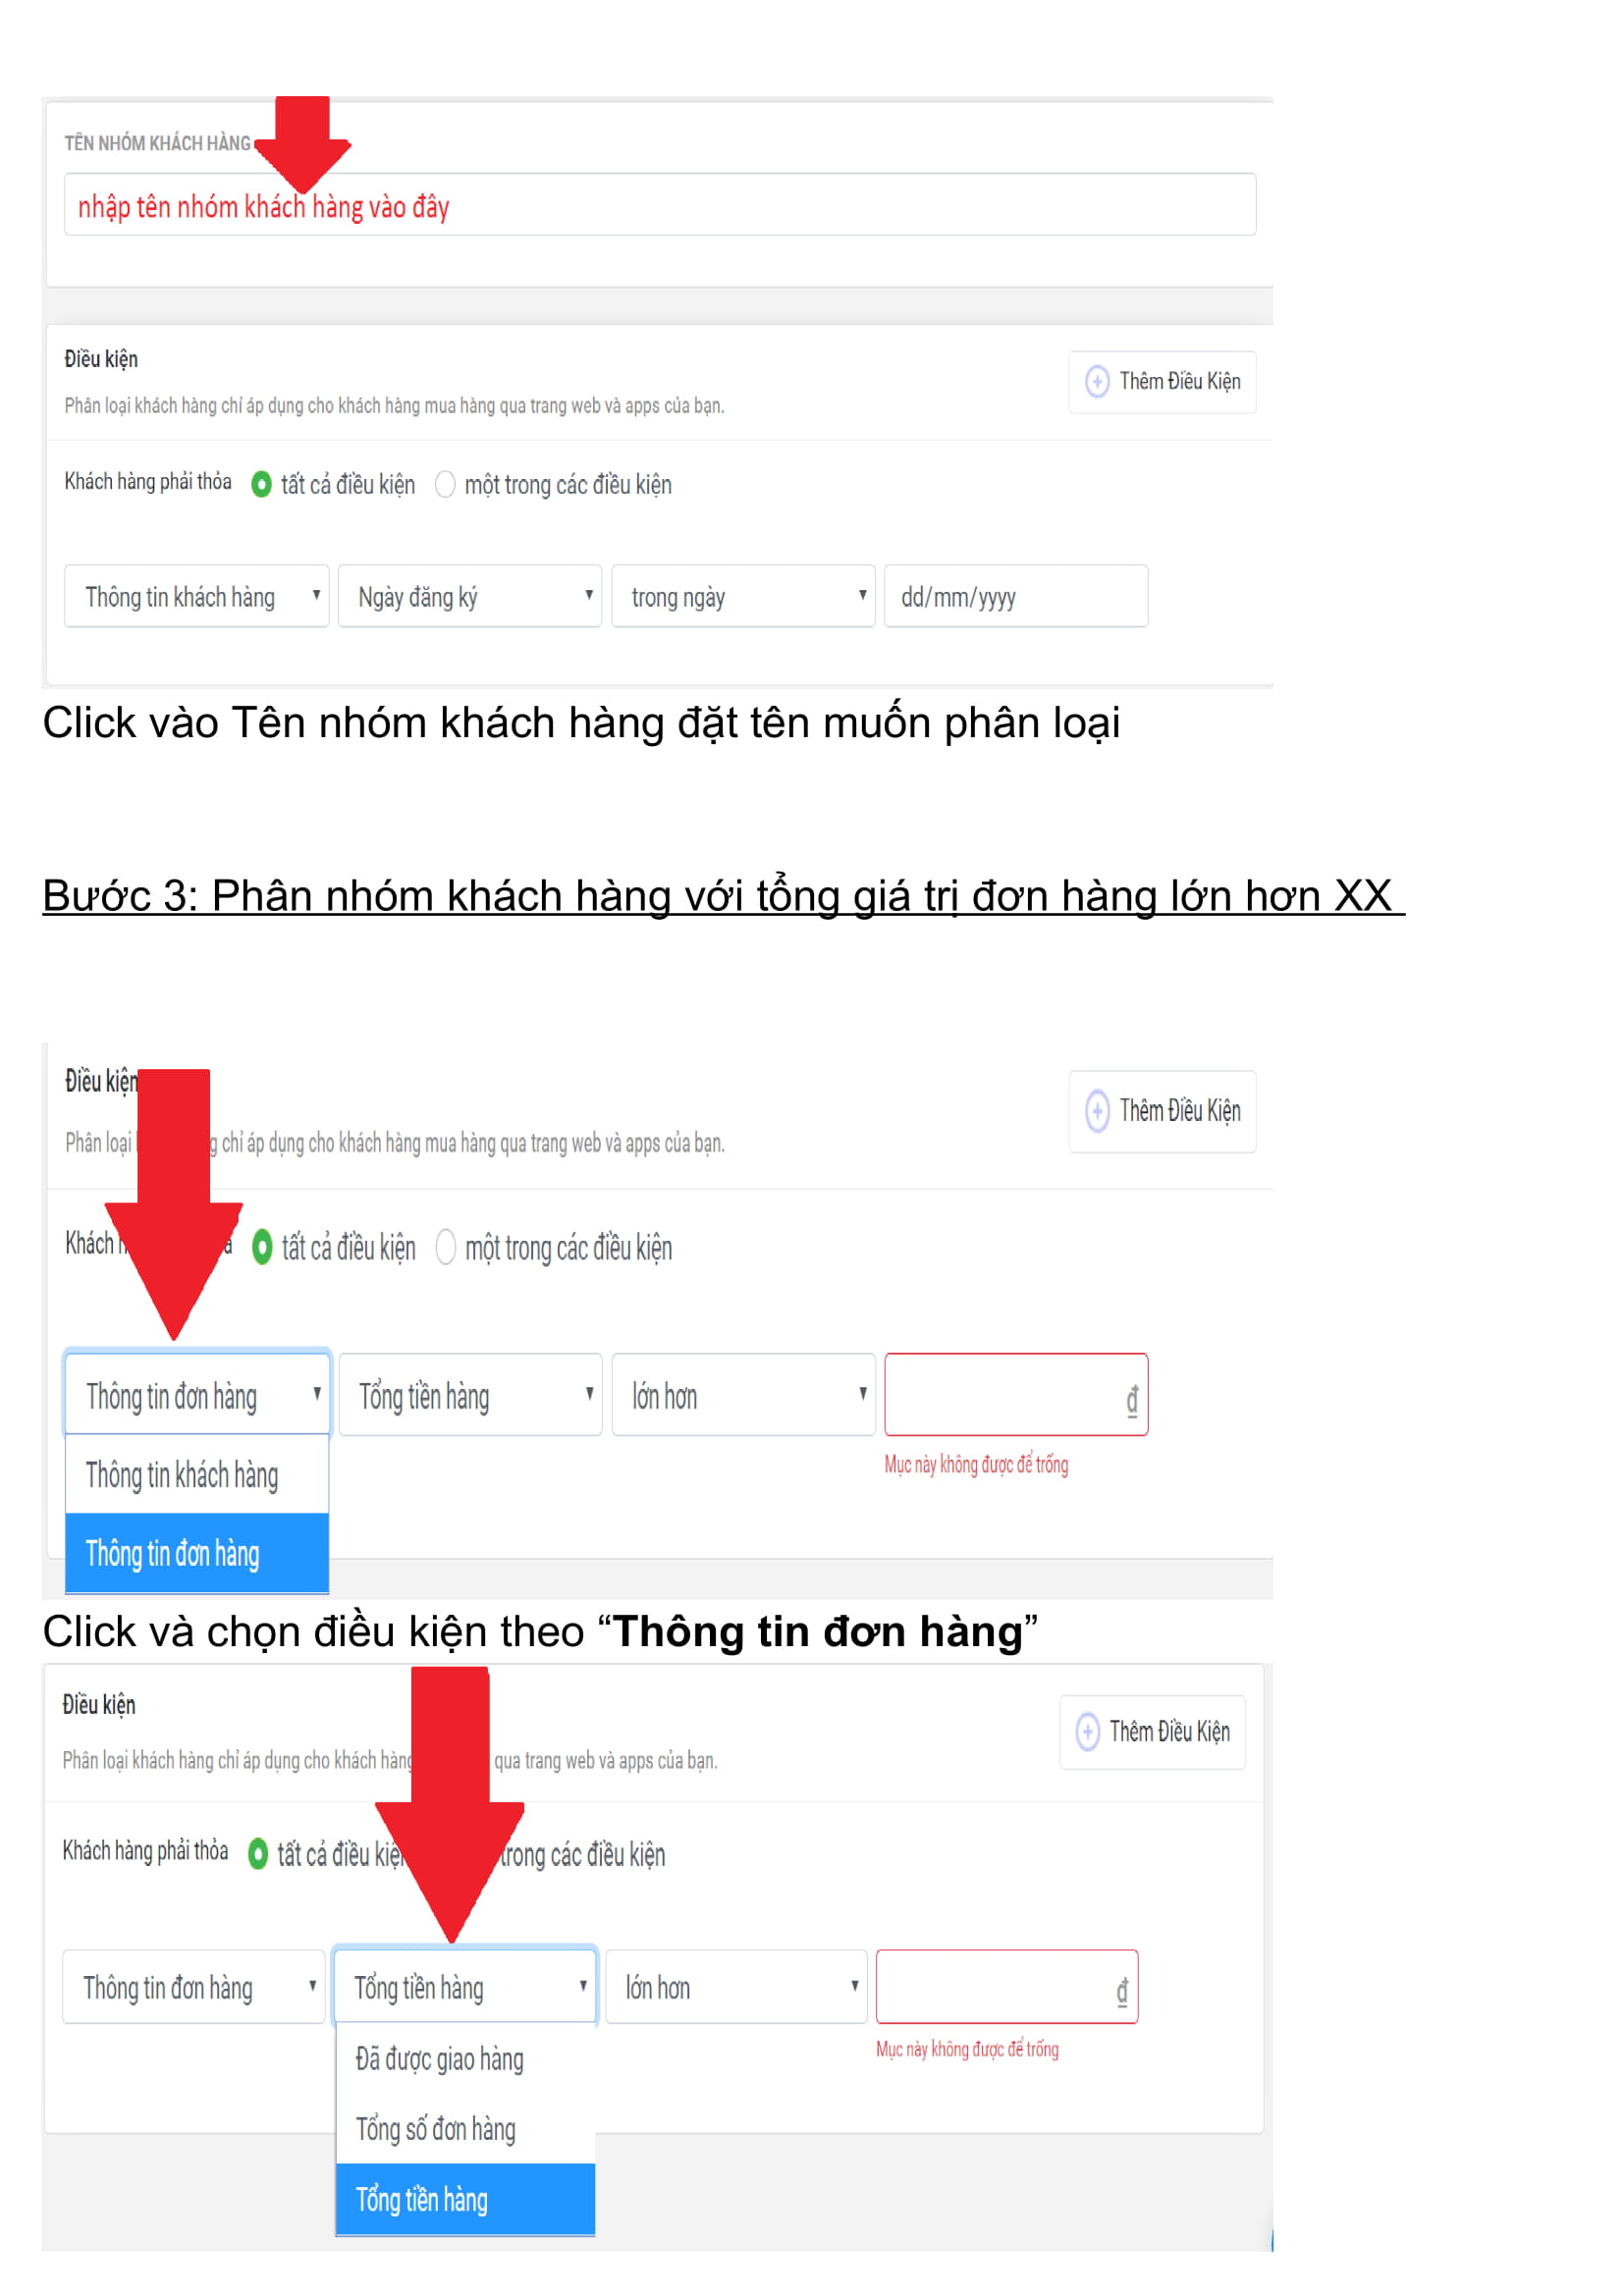 TÊN NHÓM KHÁCH HÀNG
nhập tên nhóm khách hàng vào đây
Điều kiện
Thêm Điều Kiện
Phân loại khách hàng chỉ áp dụng cho khách hàng mua hàng qua trang web và apps của bạn.
Khách hàng phải thỏa tất cả điều kiện một trong các điều kiện
Thông tin khách hàng Ngày đăng ký trong ngày dd/mm/yyyy
Click vào Tên nhóm khách hàng đặt tên muốn phân loại
Bước 3: Phân nhóm khách hàng với tổng giá trị đơn hàng lớn hơn XX
Điều kiện
Thêm Điều Kiện
Phân loại chỉ áp dụng cho khách hàng mua hàng qua trang web và apps của bạn.
Khách tất cả điều kiện một trong các điều kiện
Thông tin đơn hàng Tổng tiền hàng lớn hơn đ
Mục này không được để trống
Thông tin khách hàng
Thông tin đơn hàng
Click và chọn điều kiện theo “Thông tin đơn hàng”
Điều kiện
Thêm Điều Kiện
Phân loại khách hàng chỉ áp dụng cho khách hàng qua trang web và apps của bạn.
Khách hàng phải thỏa tất cả điều kiện trong các điều kiện
Thông tin đơn hàng Tổng tiền hàng lớn hơn đ
Mục này không được để trống
Đã được giao hàng
Tổng số đơn hàng
Tổng tiền hàng